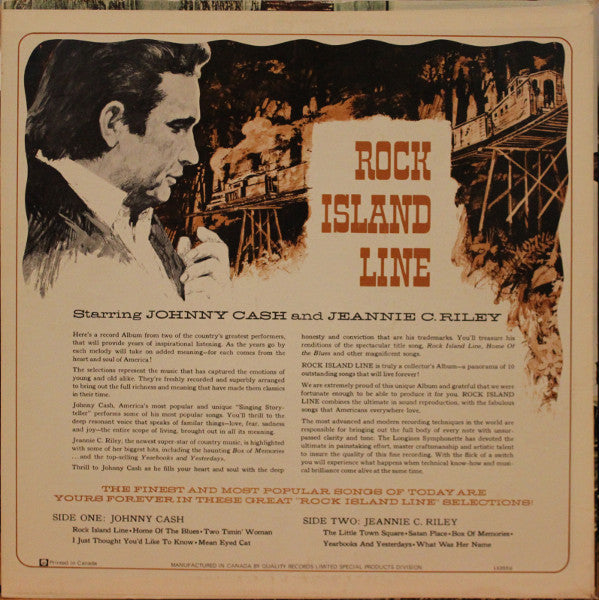 ROCK
ISLAND
LINE
Starring JOHNNY CASH and JEANNIE C. RILEY
Here's a record Album from two of the country's greatest performers,
that will provide years of inspirational listening. As the years go by
each melody will take on added meaning—for each comes from the
heart and soul of America!
The selections represent the music that has captured the emotions of
young and old alike. They're freshly recorded and superbly arranged
to bring out the full richness and meaning that have made them classics
in their time.
Johnny Cash, America's most popular and unique "Singing Story-
teller" performs some of his most popular songs. You'll thrill to the
deep resonant voice that speaks of familiar things—love, fear, sadness
and joy—the entire scope of living, brought out in all its meaning.
Jeannie C. Riley, the newest super-star of country music, is highlighted
with some of her biggest hits, including the haunting Box of Memories
...and the top-selling Yearbooks and Yesterdays.
Thrill to Johnny Cash as he fills your heart and soul with the deep
honesty and conviction that are his trademarks. You'll treasure his
renditions of the spectacular title song, Rock Island Line, Home Of
the Blues and other magnificent songs.
ROCK ISLAND LINE is truly a collector's Album—a panorama of 10
outstanding songs that will live forever!
We are extremely proud of this unique Album and grateful that we were
fortunate enough to be able to produce it for you. ROCK ISLAND
LINE combines the ultimate in sound reproduction, with the fabulous
songs that Americans everywhere love.
The most advanced and modern recording techniques in the world are
responsible for bringing out the full body of every note with unsur-
passed clarity and tone. The Longines Symphonette has devoted the
ultimate in painstaking effort, master craftsmanship and artistic talent
to insure the quality of this fine recording. With the flick of a switch
you will experience what happens when technical know-how and musi-
cal brilliance come alive at the same time.
THE FINEST AND MOST POPULAR SONGS OF TODAY ARE
YOURS FOREVER, IN THESE GREAT "ROCK ISLAND LINE" SELECTIONS!
SIDE ONE: JOHNNY CASH
Rock Island Line • Home Of The Blues • Two Timin' Woman
I Just Thought You'd Like To Know • Mean Eyed Cat
SIDE TWO: JEANNIE C. RILEY
The Little Town Square • Satan Place • Box Of Memories
Yearbooks And Yesterdays • What Was Her Name
Printed in Canada
MANUFACTURED IN CANADA BY QUALITY RECORDS LIMITED SPECIAL PRODUCTS DIVISION